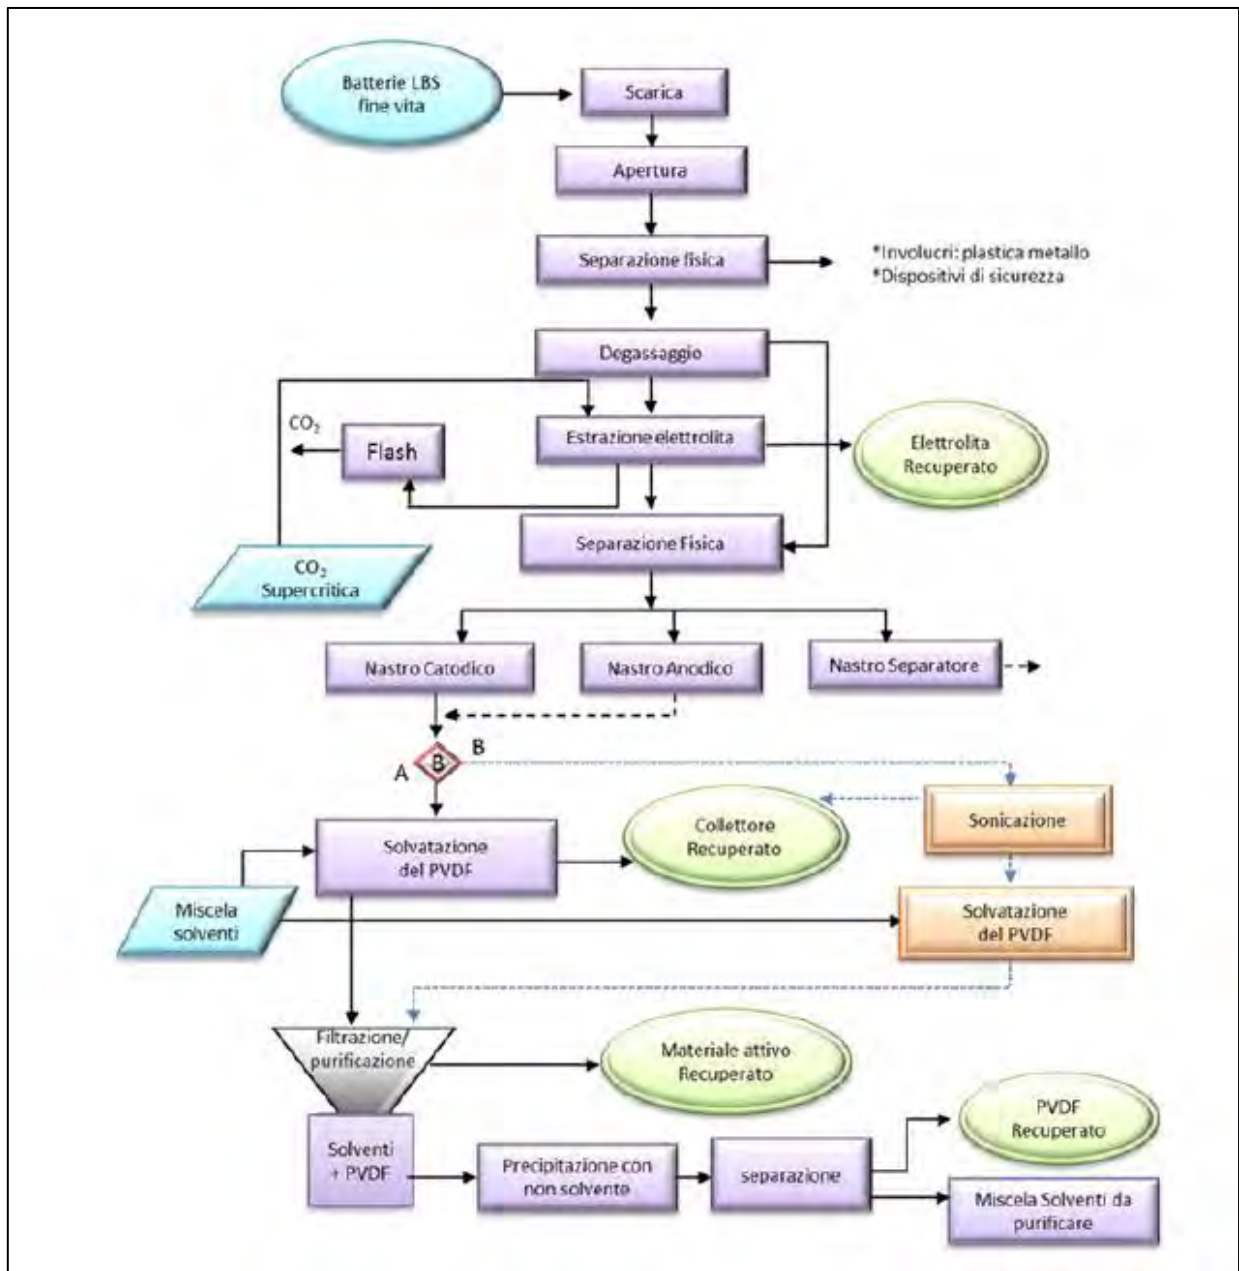 Batterie LBS
fine vita
Scarica
Apertura
Separazione fisica
*Involucri: plastica metallo
*Dispositivi di sicurezza
Degassaggio
CO₂
Flash
Estrazione elettrolita
Elettrolita
Recuperato
Separazione Fisica
CO₂
Supercritica
Nastro Catodico
Nastro Anodico
Nastro Separatore
A
B
B
Solvatazione
del PVDF
Collettore
Recuperato
Sonicazione
Miscela
solventi
Solvatazione
del PVDF
Filtrazione/
purificazione
Materiale attivo
Recuperato
PVDF
Recuperato
Solventi
+ PVDF
Precipitazione con
non solvente
separazione
Miscela Solventi da
purificare